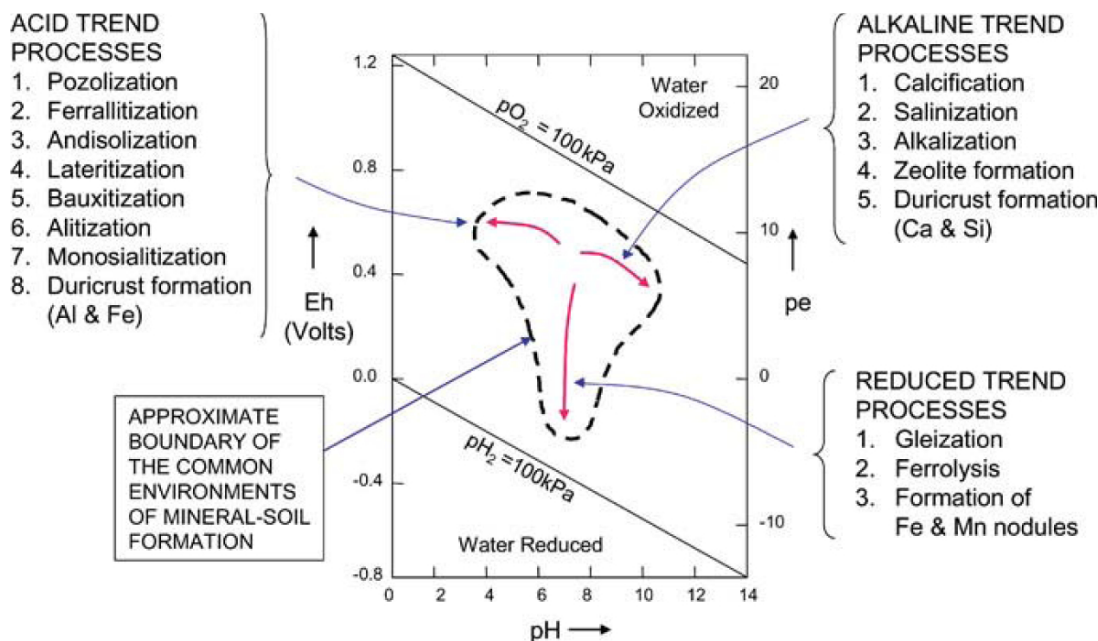 ACID TREND
PROCESSES
1. Pozolization
2. Ferrallitization
3. Andisolization
4. Lateritization
5. Bauxitization
6. Alitization
7. Monosialitization
8. Duricrust formation
(Al & Fe)
APPROXIMATE
BOUNDARY OF
THE COMMON
ENVIRONMENTS
OF MINERAL-SOIL
FORMATION
Eh
(Volts)
1.2
0.8
0.4
0.0
-0.4
-0.8
Water
Oxidized
pO2 = 100 kPa
pH2 = 100kPa
Water Reduced
0 2 4 6 8 10 12 14
pH
20
10
0
-10
pe
ALKALINE TREND
PROCESSES
1. Calcification
2. Salinization
3. Alkalization
4. Zeolite formation
5. Duricrust formation
(Ca & Si)
REDUCED TREND
PROCESSES
1. Gleization
2. Ferrolysis
3. Formation of
Fe & Mn nodules